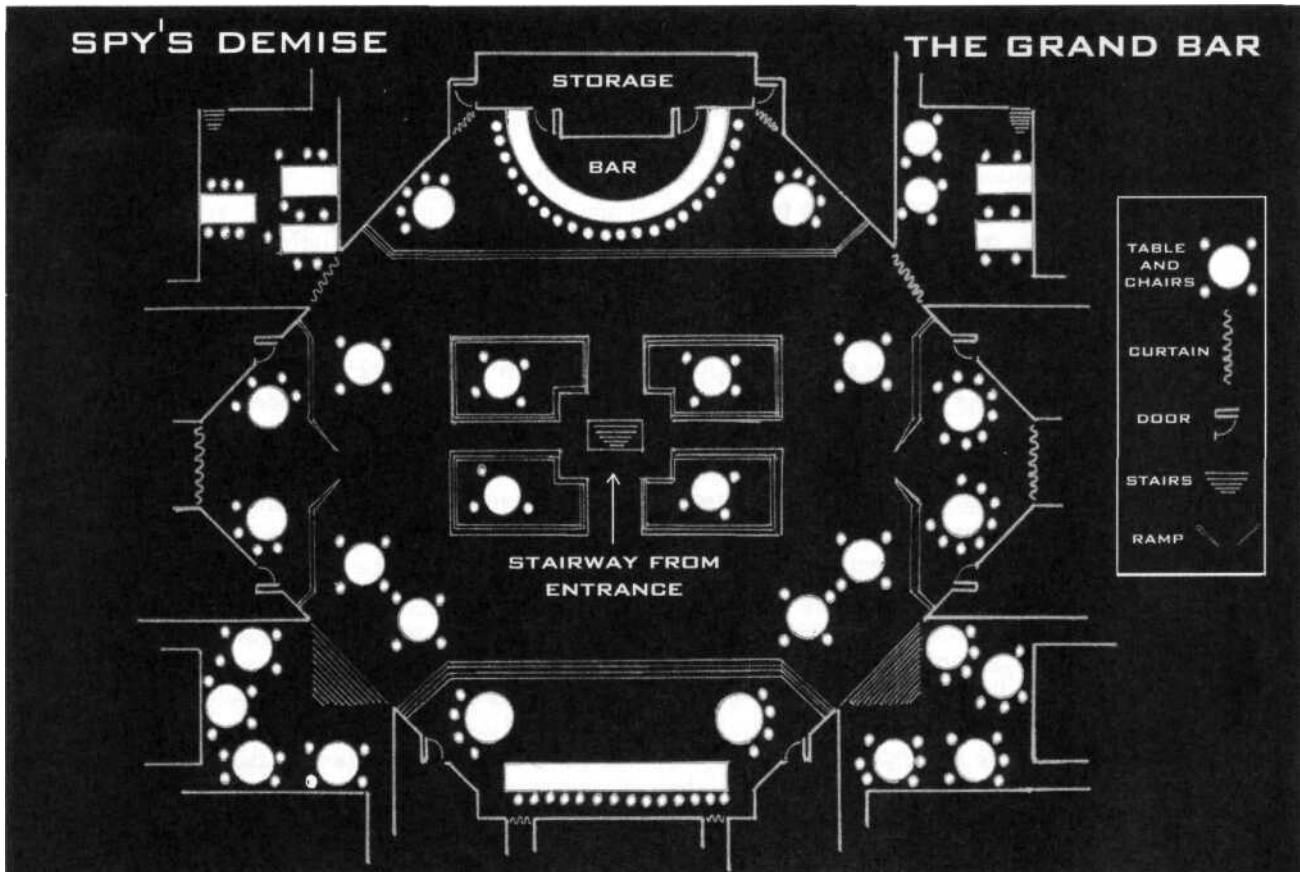 SPY'S DEMISE
THE GRAND BAR
STORAGE
BAR
STAIRWAY FROM
ENTRANCE
TABLE
AND
CHAIRS
CURTAIN
DOOR
STAIRS
RAMP